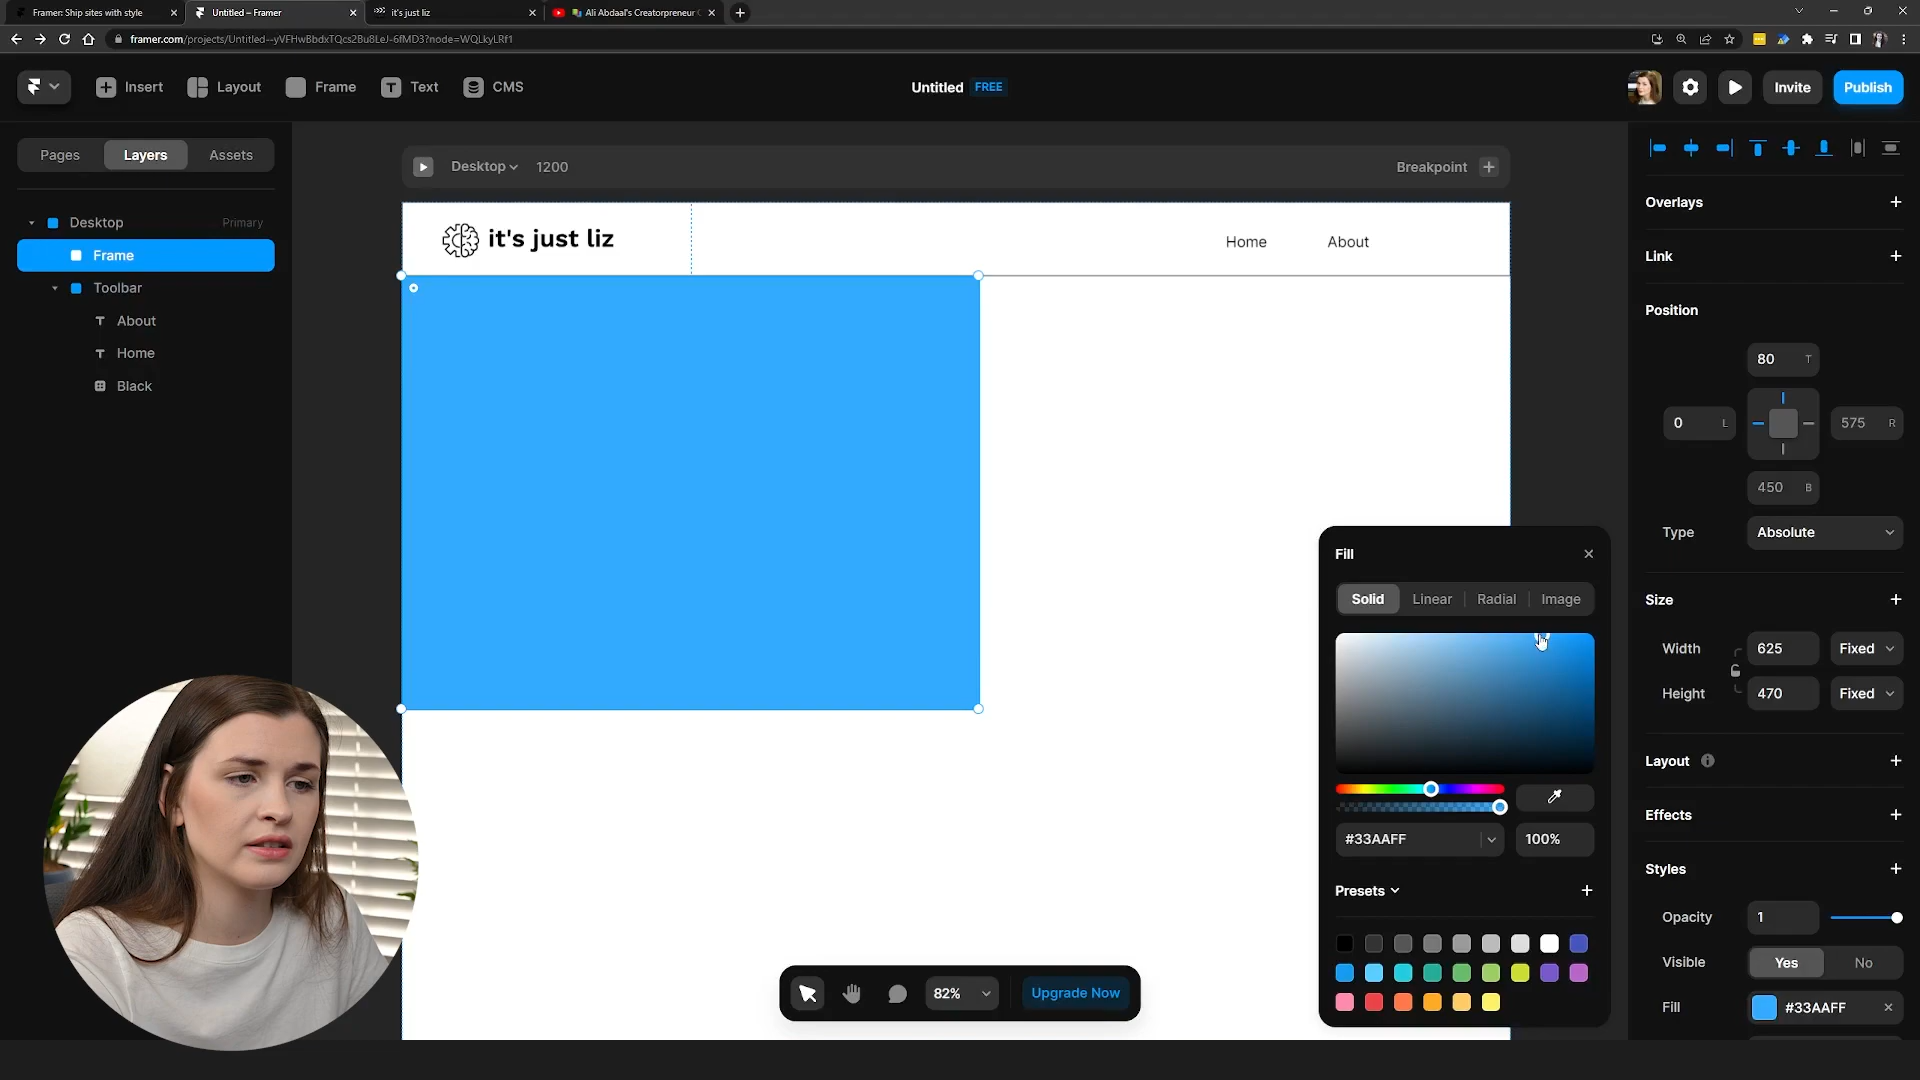 Framer: Ship sites with style
Untitled – Framer
it's just liz
Ali Abdaal's Creatorpreneur
framer.com/projects/Untitled--yVFHwBbdxTQcs2Bu8LeJ-6fMD3?node=WQLkyLRf1
Insert
Layout
Frame
T Text
CMS
Untitled FREE
Invite
Publish
Pages
Layers
Assets
Desktop 1200
Breakpoint
Overlays
Desktop Primary
Frame
Toolbar
T About
T Home
Black
it's just liz
Home
About
Link
Position
80 T
0 L
575 R
450 B
Type Absolute
Size
Width 625 Fixed
Height 470 Fixed
Layout
Effects
Styles
Opacity 1
Visible Yes No
Fill #33AAFF
Fill
Solid Linear Radial Image
#33AAFF 100%
Presets
82%
Upgrade Now